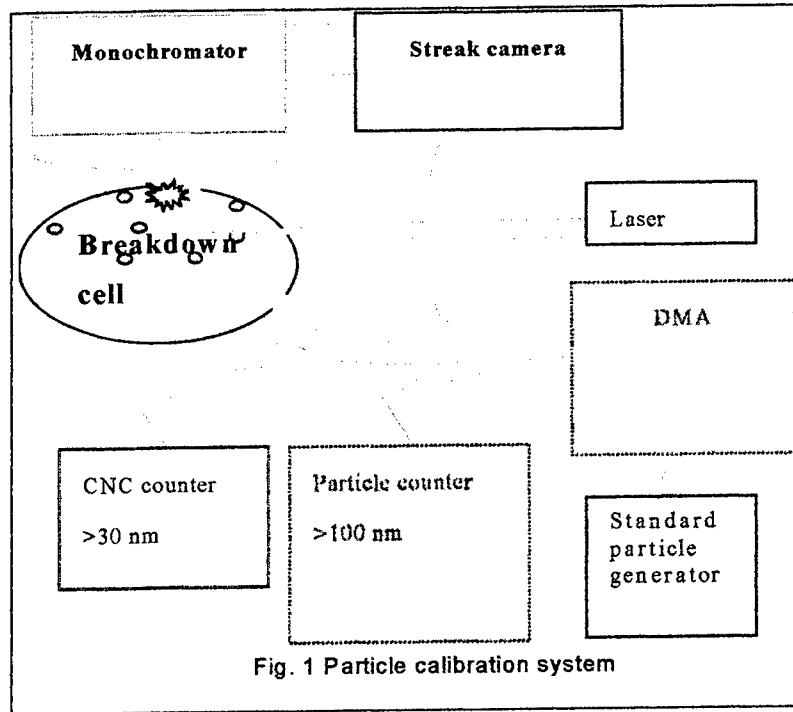 Monochromator
Streak camera
Laser
Breakdown
cell
DMA
CNC counter
>30 nm
Particle counter
>100 nm
Standard
particle
generator
Fig. 1 Particle calibration system